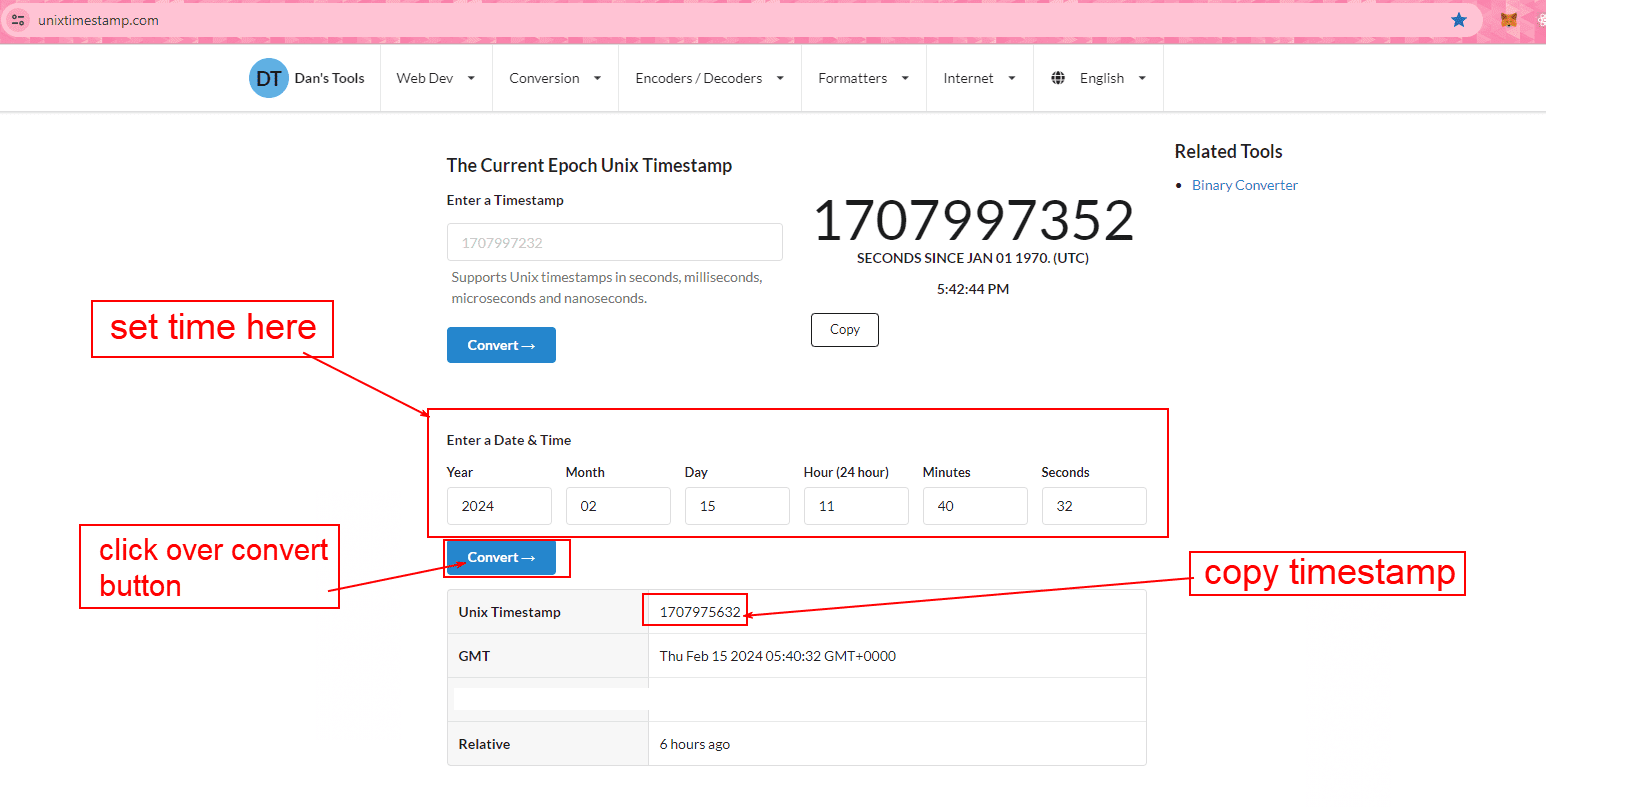 unixtimestamp.com
DT Dan's Tools Web Dev Conversion Encoders / Decoders Formatters Internet English
The Current Epoch Unix Timestamp
Enter a Timestamp
1707997232
Supports Unix timestamps in seconds, milliseconds,
microseconds and nanoseconds.
Convert →
1707997352
SECONDS SINCE JAN 01 1970. (UTC)
5:42:44 PM
Copy
Related Tools
• Binary Converter
set time here
Enter a Date & Time
Year Month Day Hour (24 hour) Minutes Seconds
2024 02 15 11 40 32
click over convert
button
Convert →
copy timestamp
Unix Timestamp 1707975632
GMT Thu Feb 15 2024 05:40:32 GMT+0000
Relative 6 hours ago